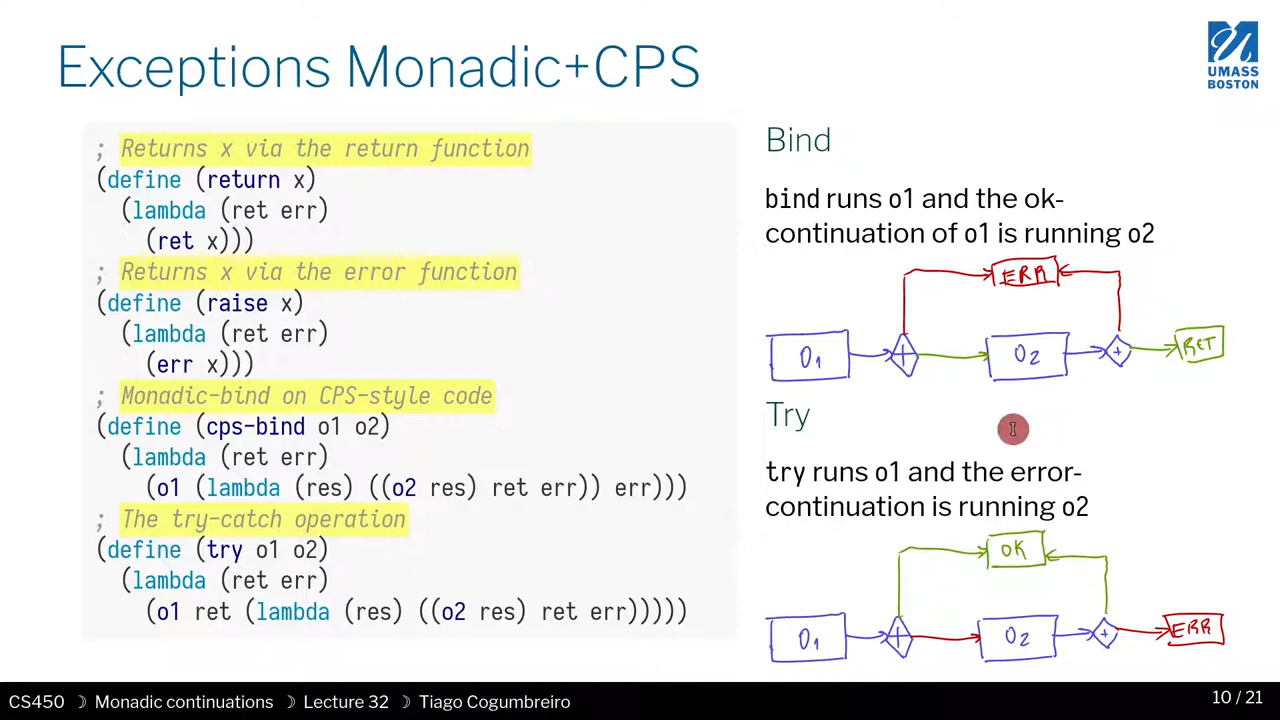 Exceptions Monadic+CPS
UMASS
BOSTON
; Returns x via the return function
(define (return x)
(lambda (ret err)
(ret x)))
; Returns x via the error function
(define (raise x)
(lambda (ret err)
(err x)))
; Monadic-bind on CPS-style code
(define (cps-bind o1 o2)
(lambda (ret err)
(o1 (lambda (res) ((o2 res) ret err)) err)))
; The try-catch operation
(define (try o1 o2)
(lambda (ret err)
(o1 ret (lambda (res) ((o2 res) ret err)))))
Bind
bind runs o1 and the ok-
continuation of o1 is running o2
ERR
O1 + O2 + RET
Try
try runs o1 and the error-
continuation is running o2
OK
O1 + O2 + ERR
CS450 ☽ Monadic continuations ☽ Lecture 32 ☽ Tiago Cogumbreiro
10 / 21